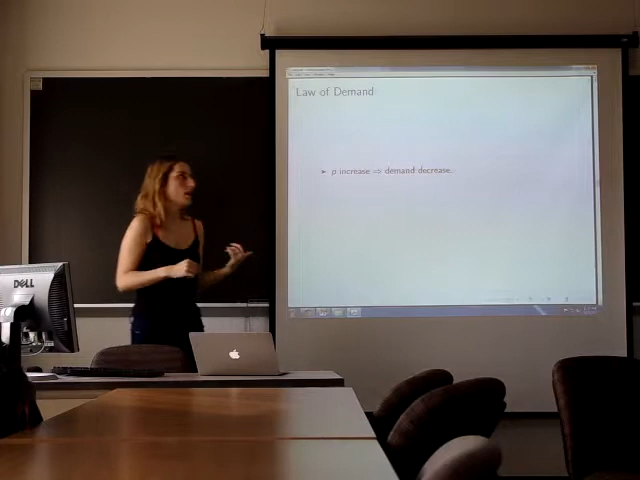 Law of Demand
▸ p increase ⇒ demand decrease.
DELL